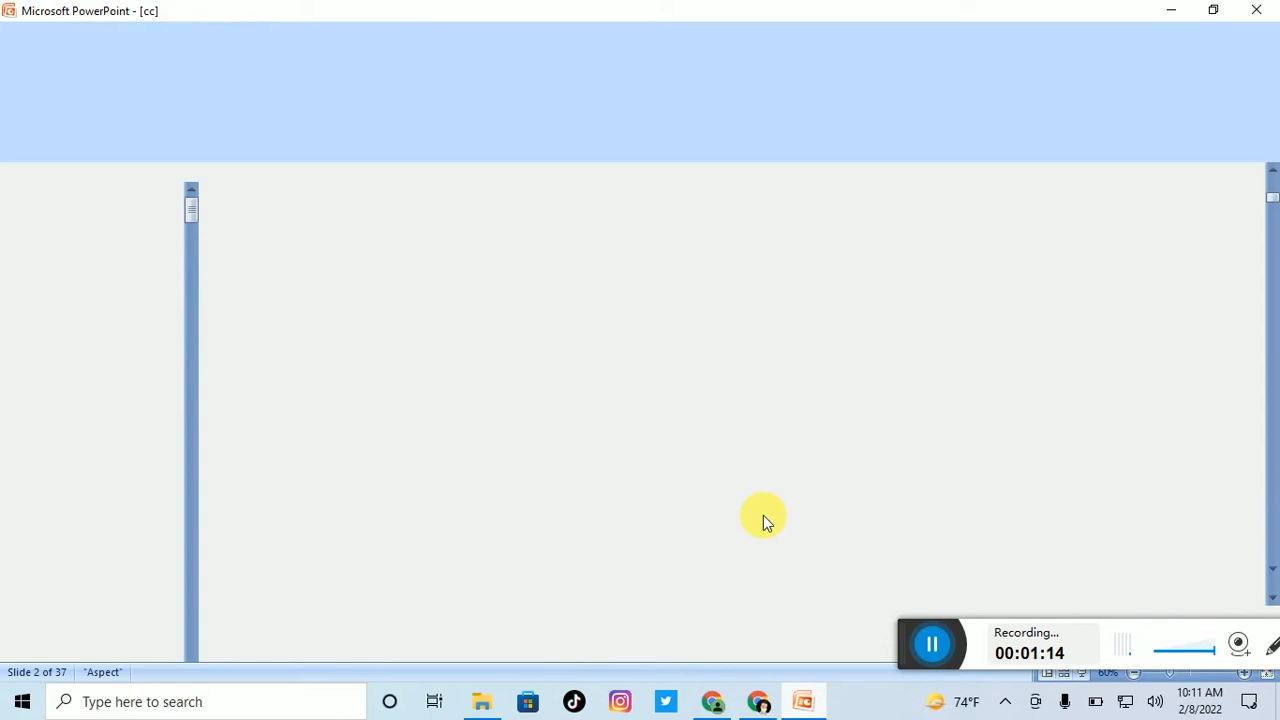 Microsoft PowerPoint - [cc]
Recording...
00:01:14
Slide 2 of 37
"Aspect"
60%
Type here to search
74°F
10:11 AM
2/8/2022